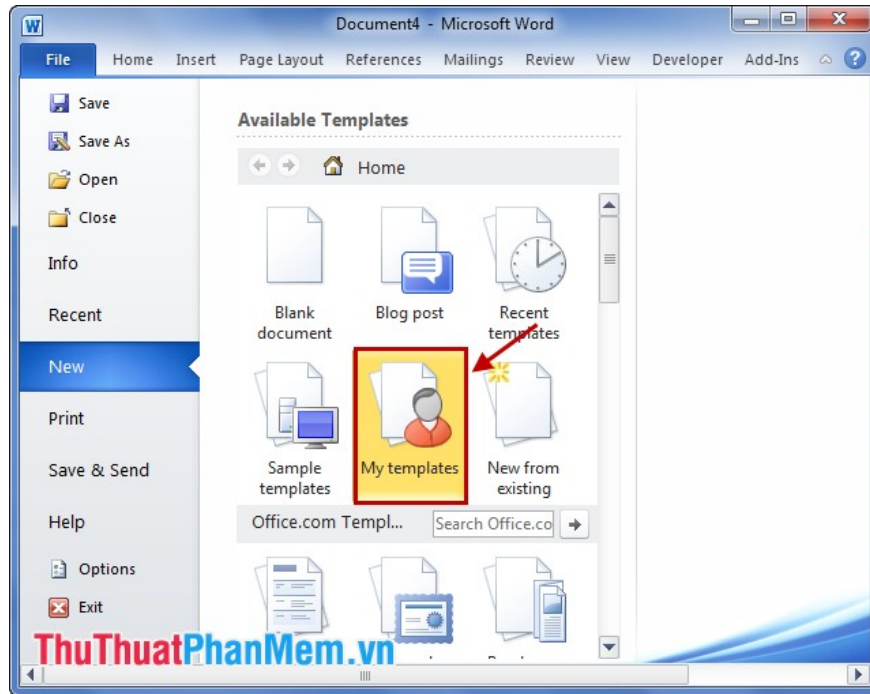 W
Document4 - Microsoft Word
File Home Insert Page Layout References Mailings Review View Developer Add-Ins ?
Save
Save As
Open
Close
Info
Recent
New
Print
Save & Send
Help
Options
Exit
Available Templates
Home
Blank
document
Blog post
Recent
templates
Sample
templates
My templates
New from
existing
Office.com Templ...
Search Office.co
ThuThuatPhanMem.vn